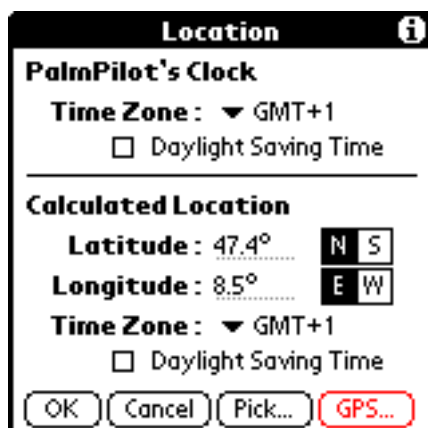 Location i
PalmPilot's Clock
Time Zone: GMT+1
Daylight Saving Time
Calculated Location
Latitude: 47.4° N S
Longitude: 8.5° E W
Time Zone: GMT+1
Daylight Saving Time
OK Cancel Pick... GPS...